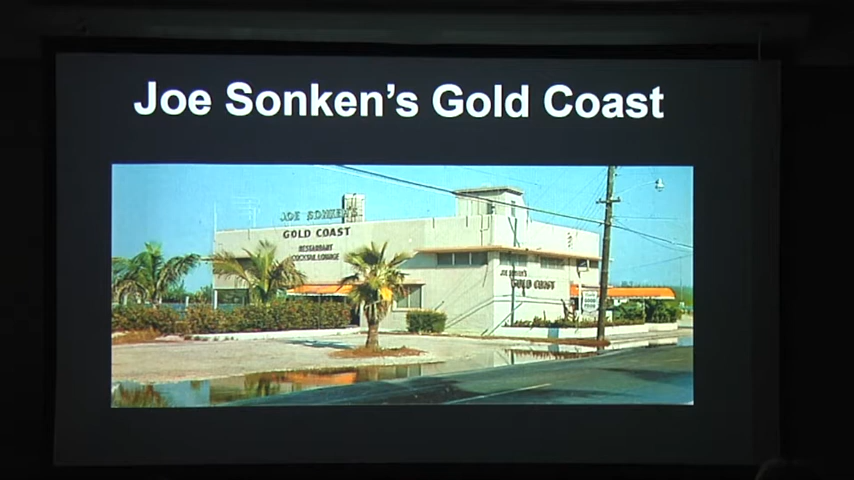 Joe Sonken's Gold Coast
JOE SONKEN'S
GOLD COAST
RESTAURANT
COCKTAIL LOUNGE
JOE SONKEN'S
GOLD COAST